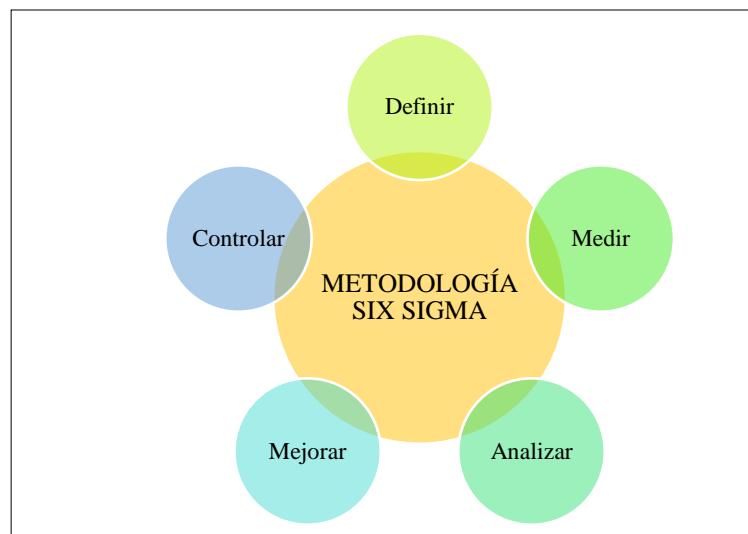 Definir
Medir
Analizar
Mejorar
Controlar
METODOLOGÍA
SIX SIGMA